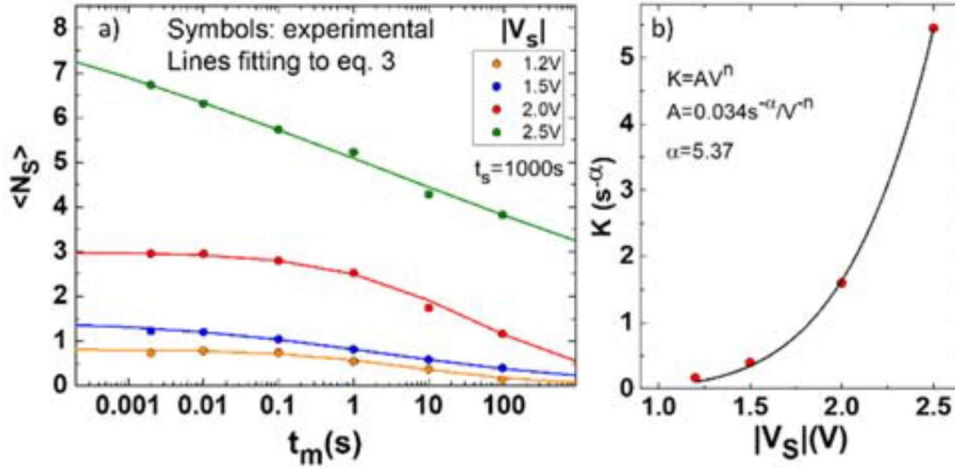 a)
Symbols: experimental
Lines fitting to eq. 3
|Vs|
1.2V
1.5V
2.0V
2.5V
ts=1000s
8
7
6
5
4
3
2
1
0
<Ns>
0.001 0.01 0.1 1 10 100
tm(s)
b)
K=AVⁿ
A=0.034s⁻ᵅ/V⁻ⁿ
α=5.37
5
4
3
2
1
0
K (s⁻ᵅ)
1.0 1.5 2.0 2.5
|Vs|(V)